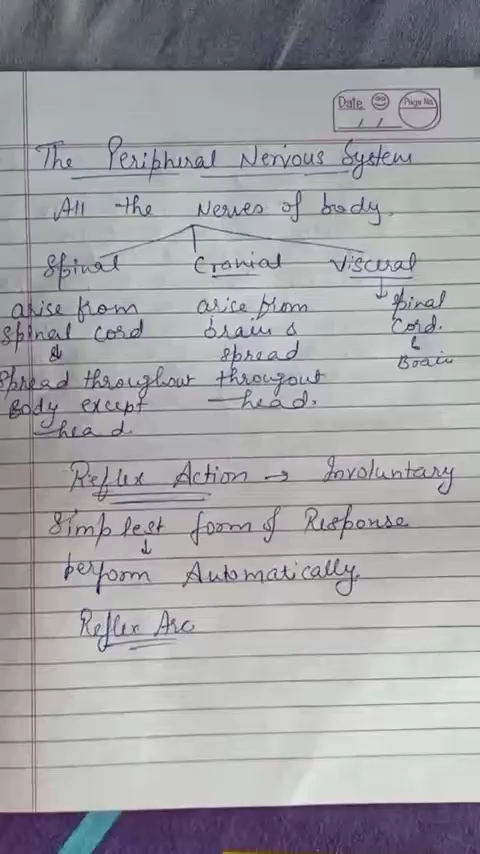 Date
Page No.
The Peripheral Nervous System
All the Nerves of body.
Spinal Cranial Visceral
arise from
spinal cord
&
Spread throughout
Body except
head.
arise from
brain &
spread
througout
head.
↓ spinal
Cord.
&
Brain
Reflex Action → Involuntary
Simplest form of Response
↓
perform Automatically.
Reflex Arc